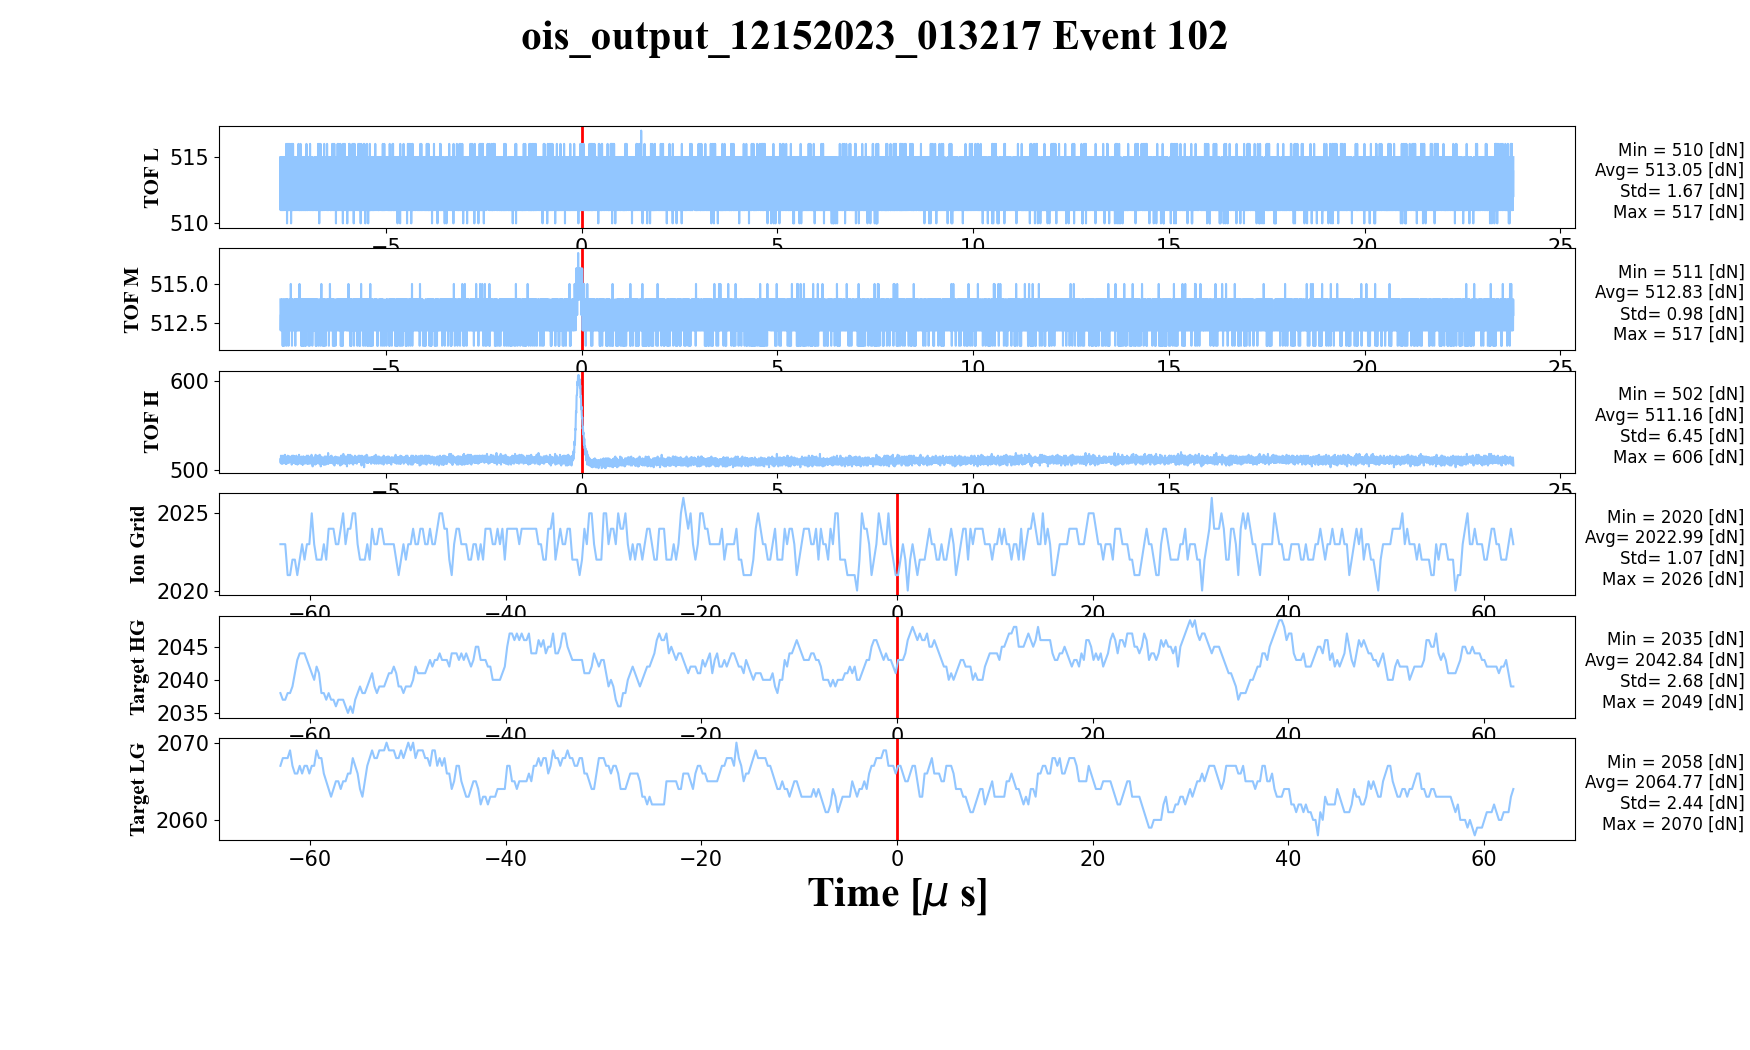 ois_output_12152023_013217 Event 102
TOF L
515
510
−5 0 5 10 15 20 25
Min = 510 [dN]
Avg= 513.05 [dN]
Std= 1.67 [dN]
Max = 517 [dN]
TOF M
515.0
512.5
−5 0 5 10 15 20 25
Min = 511 [dN]
Avg= 512.83 [dN]
Std= 0.98 [dN]
Max = 517 [dN]
TOF H
600
500
−5 0 5 10 15 20 25
Min = 502 [dN]
Avg= 511.16 [dN]
Std= 6.45 [dN]
Max = 606 [dN]
Ion Grid
2025
2020
−60 −40 −20 0 20 40 60
Min = 2020 [dN]
Avg= 2022.99 [dN]
Std= 1.07 [dN]
Max = 2026 [dN]
Target HG
2045
2040
2035
−60 −40 −20 0 20 40 60
Min = 2035 [dN]
Avg= 2042.84 [dN]
Std= 2.68 [dN]
Max = 2049 [dN]
Target LG
2070
2060
−60 −40 −20 0 20 40 60
Min = 2058 [dN]
Avg= 2064.77 [dN]
Std= 2.44 [dN]
Max = 2070 [dN]
Time [μ s]